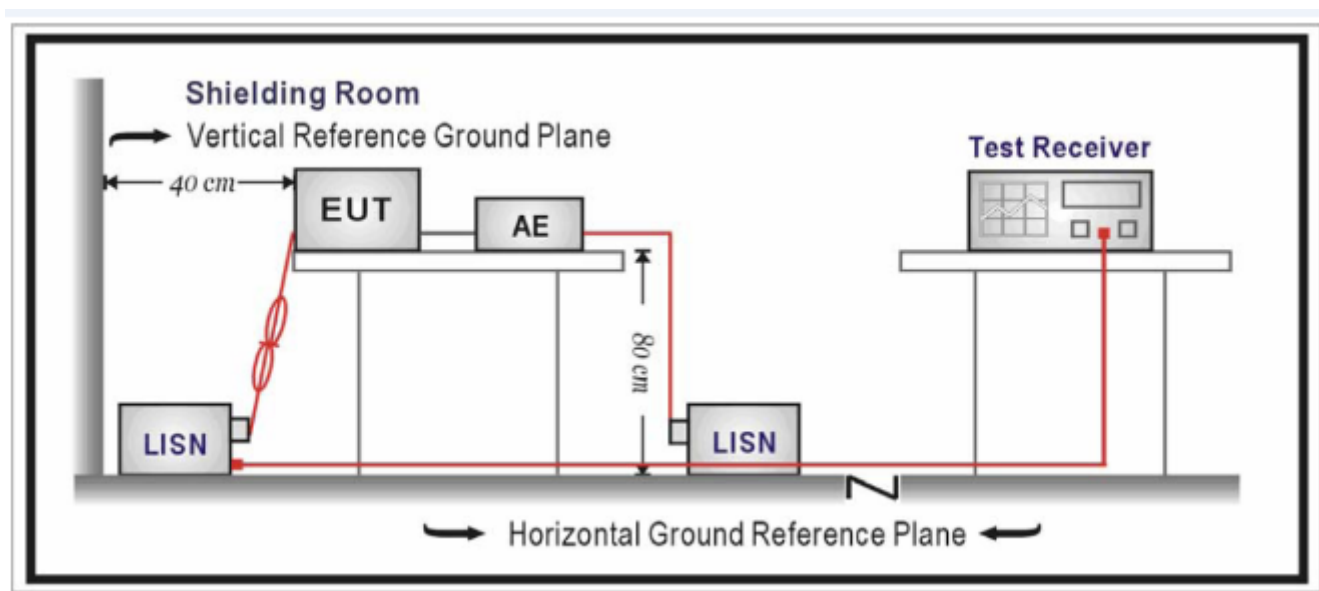 Shielding Room
Vertical Reference Ground Plane
Test Receiver
40 cm
EUT
AE
80 cm
LISN
LISN
Horizontal Ground Reference Plane